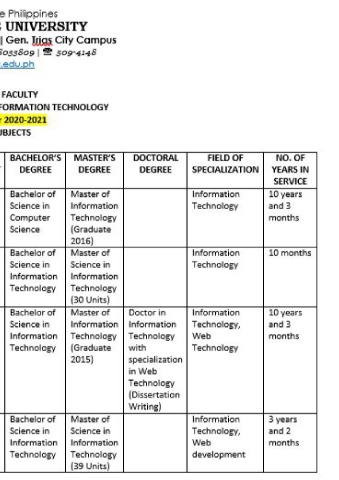 e Philippines
S UNIVERSITY
| Gen. Trias City Campus
8055809 | ☎ 509-4148
.edu.ph
FACULTY
FORMATION TECHNOLOGY
r 2020-2021
UBJECTS
BACHELOR'S DEGREE
MASTER'S DEGREE
DOCTORAL DEGREE
FIELD OF SPECIALIZATION
NO. OF YEARS IN SERVICE
Bachelor of
Science in
Computer
Science
Master of
Information
Technology
(Graduate
2016)
Information
Technology
10 years
and 3
months
Bachelor of
Science in
Information
Technology
Master of
Science in
Information
Technology
(30 Units)
Information
Technology
10 months
Bachelor of
Science in
Information
Technology
Master of
Information
Technology
(Graduate
2015)
Doctor in
Information
Technology
with
specialization
in Web
Technology
(Dissertation
Writing)
Information
Technology,
Web
Technology
10 years
and 3
months
Bachelor of
Science in
Information
Technology
Master of
Science in
Information
Technology
(39 Units)
Information
Technology,
Web
development
3 years
and 2
months